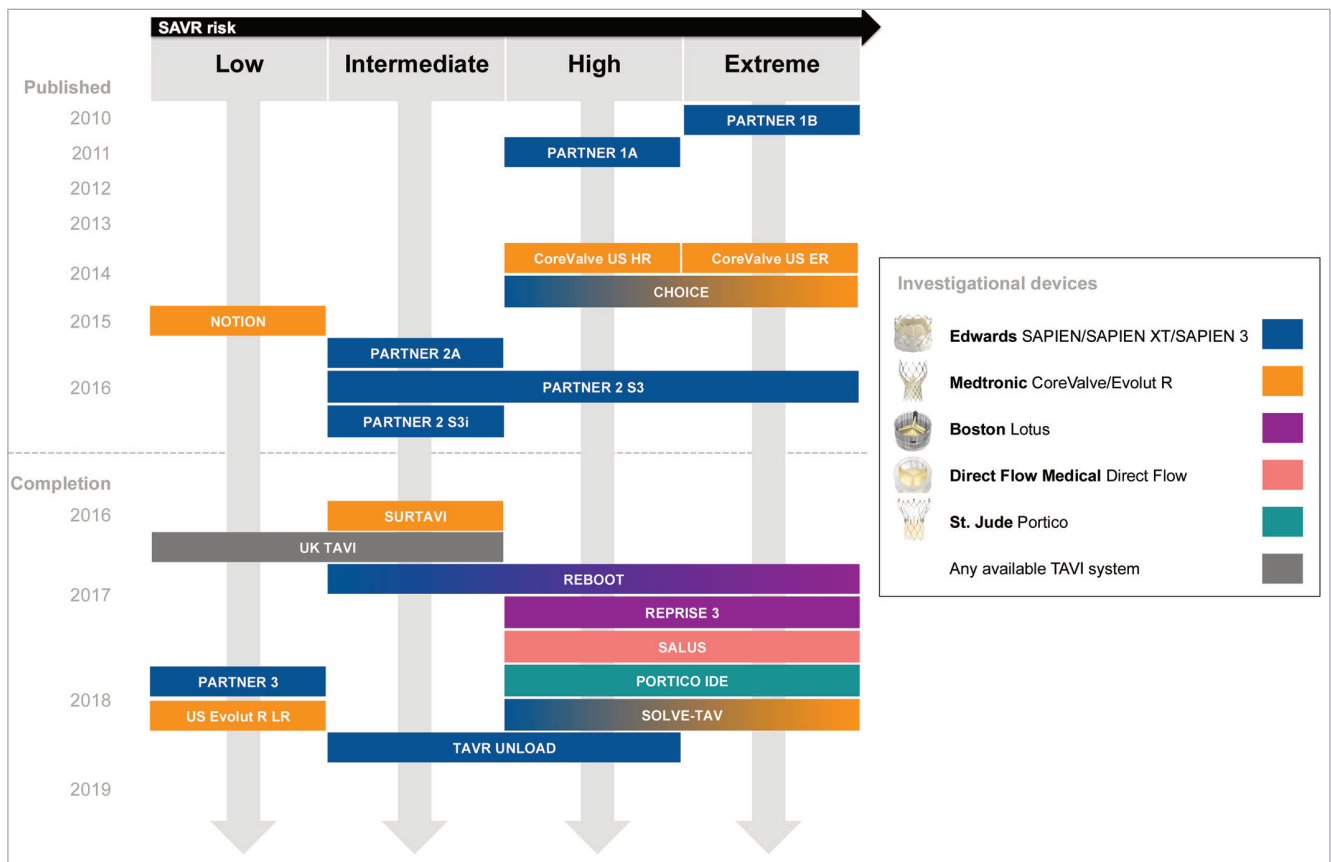 SAVR risk
Low Intermediate High Extreme
Published
2010 PARTNER 1B
2011 PARTNER 1A
2012
2013
CoreValve US HR CoreValve US ER
2014
CHOICE
2015 NOTION
PARTNER 2A
2016 PARTNER 2 S3
PARTNER 2 S3i
Completion
2016 SURTAVI
UK TAVI
REBOOT
2017
REPRISE 3
SALUS
PARTNER 3 PORTICO IDE
2018
US Evolut R LR SOLVE-TAV
TAVR UNLOAD
2019
Investigational devices
Edwards SAPIEN/SAPIEN XT/SAPIEN 3
Medtronic CoreValve/Evolut R
Boston Lotus
Direct Flow Medical Direct Flow
St. Jude Portico
Any available TAVI system